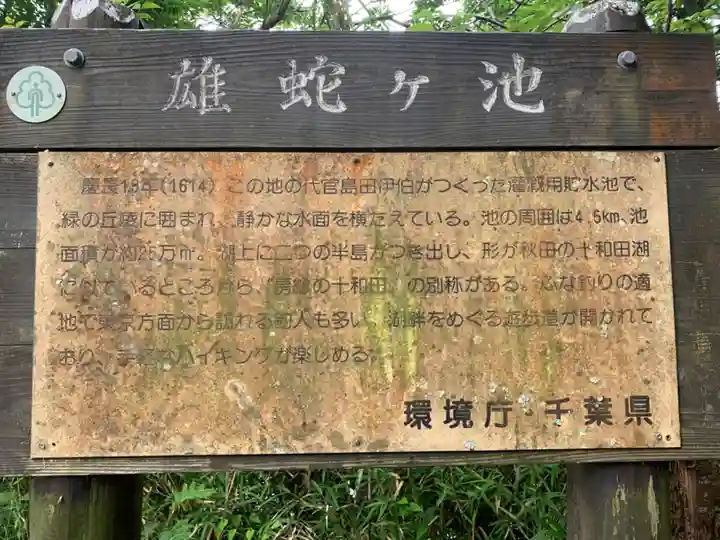 雄蛇ヶ池
慶長19年(1614) この地の代官島田伊伯がつくった灌漑用貯水池で、
緑の丘陵に囲まれ、静かな水面を横たえている。池の周囲は4.5km、池
面積が約25万㎡。湖上に二つの半島がつき出し、形が秋田の十和田湖
に似ているところから、"房総の十和田"の別称がある。ふな釣りの適
地で東京方面から訪れる釣人も多い、湖畔をめぐる遊歩道が開かれて
おり、手軽なハイキングが楽しめる。
環境庁・千葉県